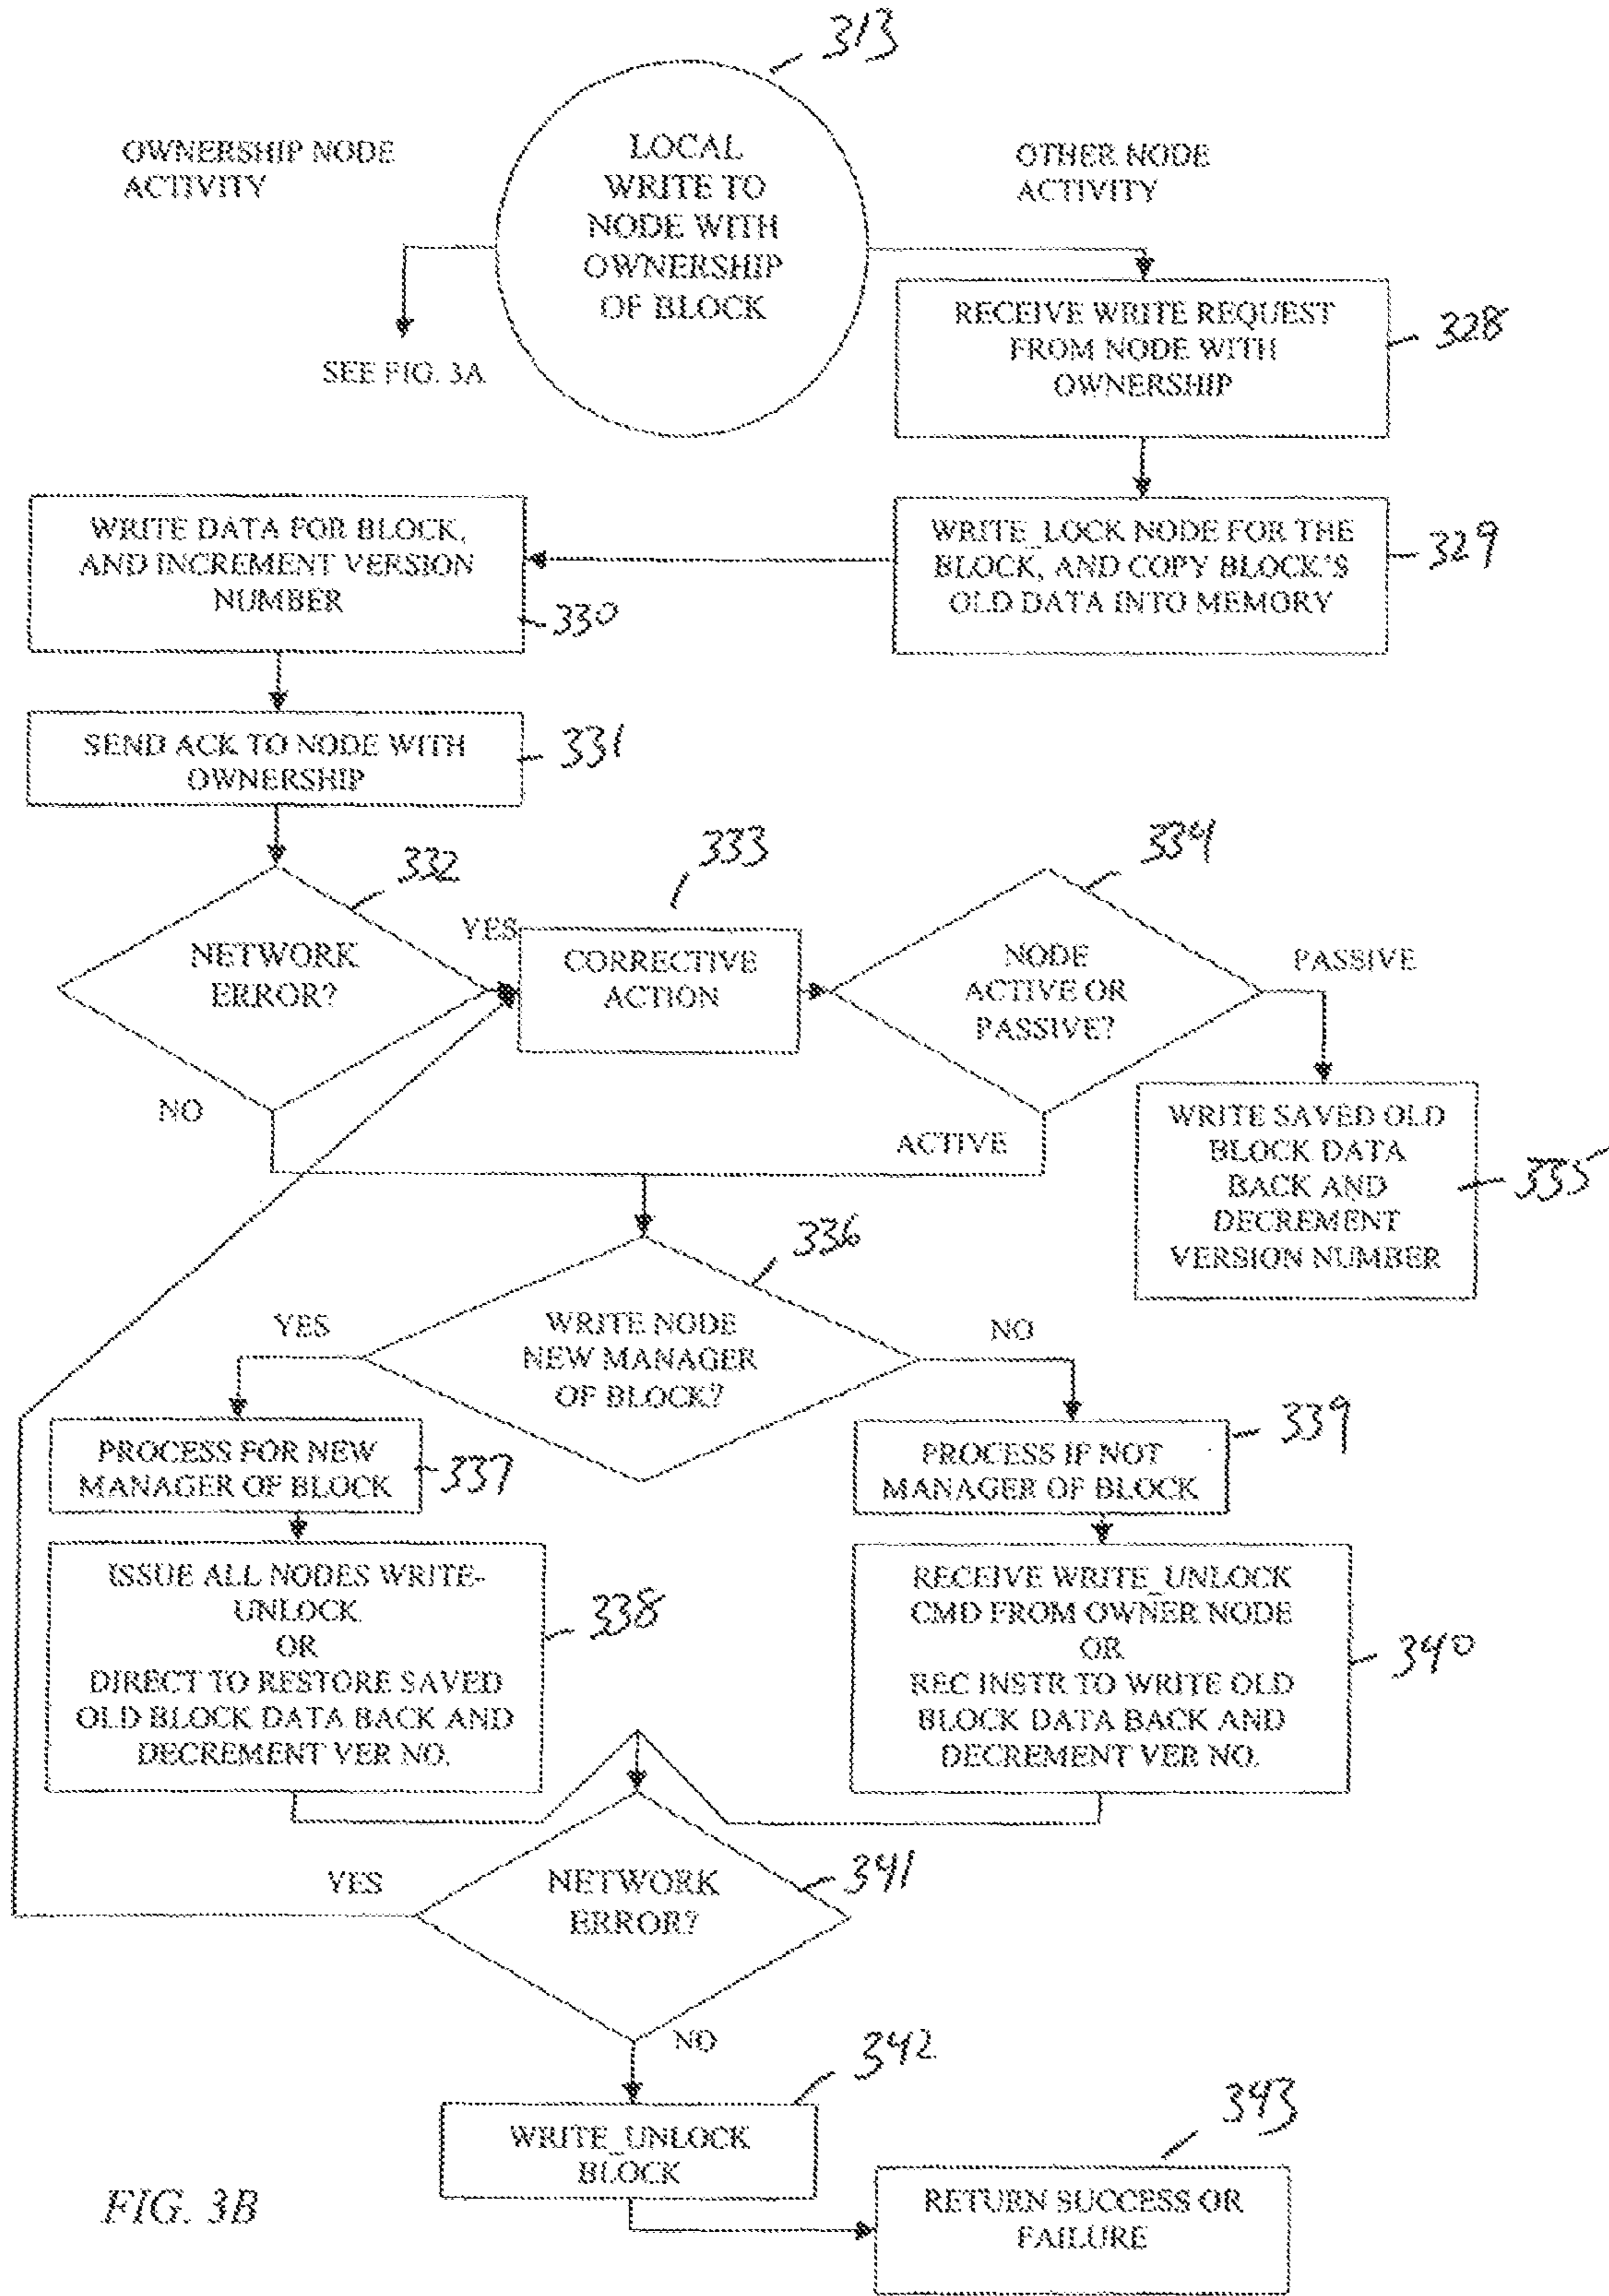 313
OWNERSHIP NODE
ACTIVITY
LOCAL
WRITE TO
NODE WITH
OWNERSHIP
OF BLOCK
OTHER NODE
ACTIVITY
SEE FIG. 3A
RECEIVE WRITE REQUEST
FROM NODE WITH
OWNERSHIP
328
WRITE DATA FOR BLOCK,
AND INCREMENT VERSION
NUMBER
330
WRITE_LOCK NODE FOR THE
BLOCK, AND COPY BLOCK'S
OLD DATA INTO MEMORY
329
SEND ACK TO NODE WITH
OWNERSHIP
331
332
333
334
NETWORK
ERROR?
YES
NO
CORRECTIVE
ACTION
NODE
ACTIVE OR
PASSIVE?
PASSIVE
ACTIVE
WRITE SAVED OLD
BLOCK DATA
BACK AND
DECREMENT
VERSION NUMBER
335
336
YES
WRITE NODE
NEW MANAGER
OF BLOCK?
NO
PROCESS FOR NEW
MANAGER OF BLOCK
337
PROCESS IF NOT
MANAGER OF BLOCK
339
ISSUE ALL NODES WRITE-
UNLOCK
OR
DIRECT TO RESTORE SAVED
OLD BLOCK DATA BACK AND
DECREMENT VER NO.
338
RECEIVE WRITE_UNLOCK
CMD FROM OWNER NODE
OR
REC INSTR TO WRITE OLD
BLOCK DATA BACK AND
DECREMENT VER NO.
340
YES
NETWORK
ERROR?
341
NO
342
WRITE_UNLOCK
BLOCK
343
RETURN SUCCESS OR
FAILURE
FIG. 3B